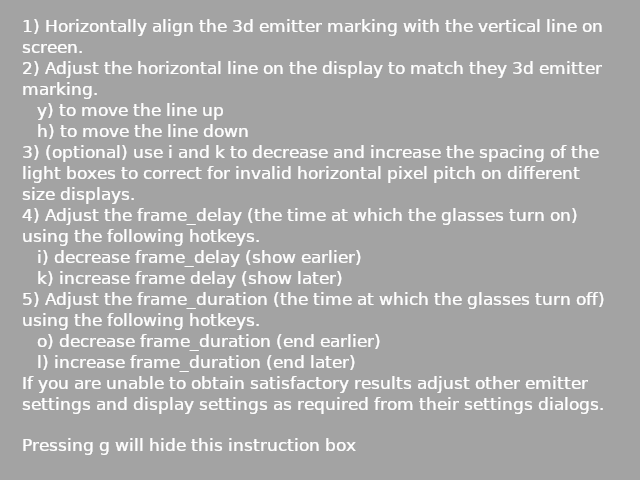 1) Horizontally align the 3d emitter marking with the vertical line on
screen.
2) Adjust the horizontal line on the display to match they 3d emitter
marking.
y) to move the line up
h) to move the line down
3) (optional) use i and k to decrease and increase the spacing of the
light boxes to correct for invalid horizontal pixel pitch on different
size displays.
4) Adjust the frame_delay (the time at which the glasses turn on)
using the following hotkeys.
i) decrease frame_delay (show earlier)
k) increase frame delay (show later)
5) Adjust the frame_duration (the time at which the glasses turn off)
using the following hotkeys.
o) decrease frame_duration (end earlier)
l) increase frame_duration (end later)
If you are unable to obtain satisfactory results adjust other emitter
settings and display settings as required from their settings dialogs.
Pressing g will hide this instruction box